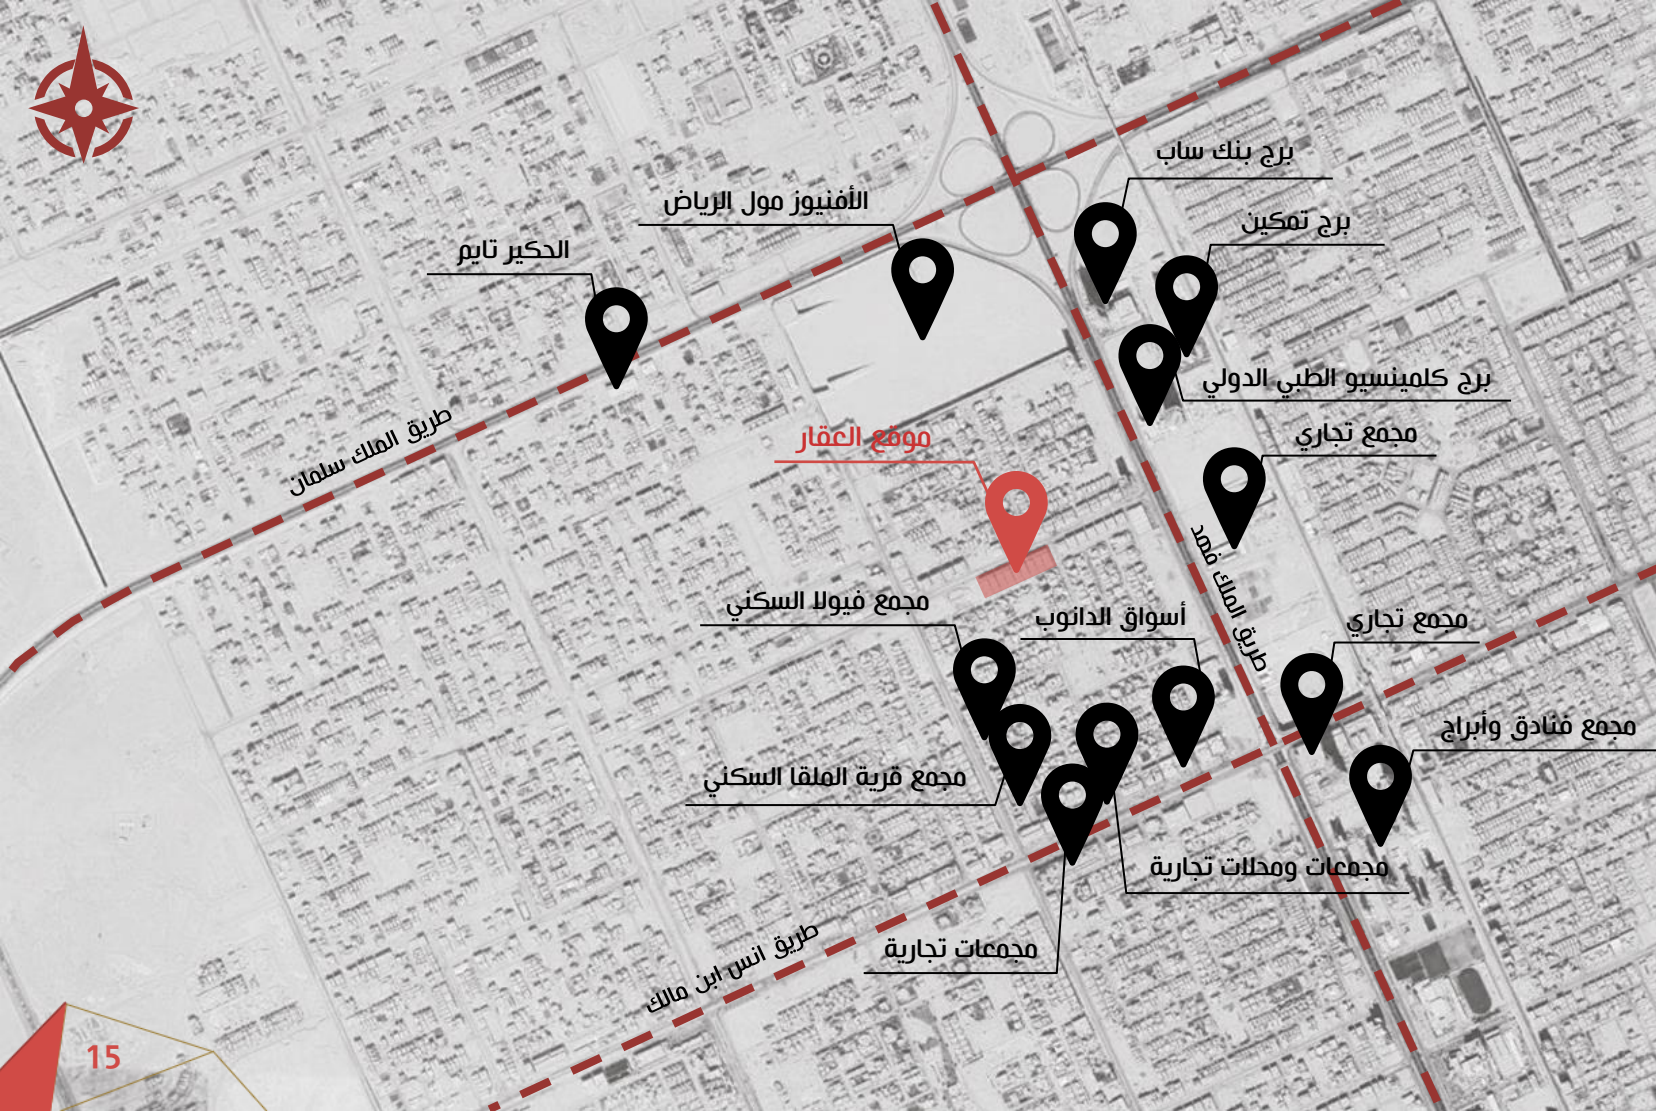 برج بنك ساب
الأفنيوز مول الرياض
برج تمكين
الحكير تايم
برج كلمينسيو الطبي الدولي
طريق الملك سلمان
موقع العقار
مجمع تجاري
طريق الملك فهد
مجمع فيولا السكني
أسواق الدانوب
مجمع تجاري
مجمع فنادق وأبراج
مجمع قرية الملقا السكني
مجمعات ومحلات تجارية
مجمعات تجارية
طريق انس ابن مالك
15